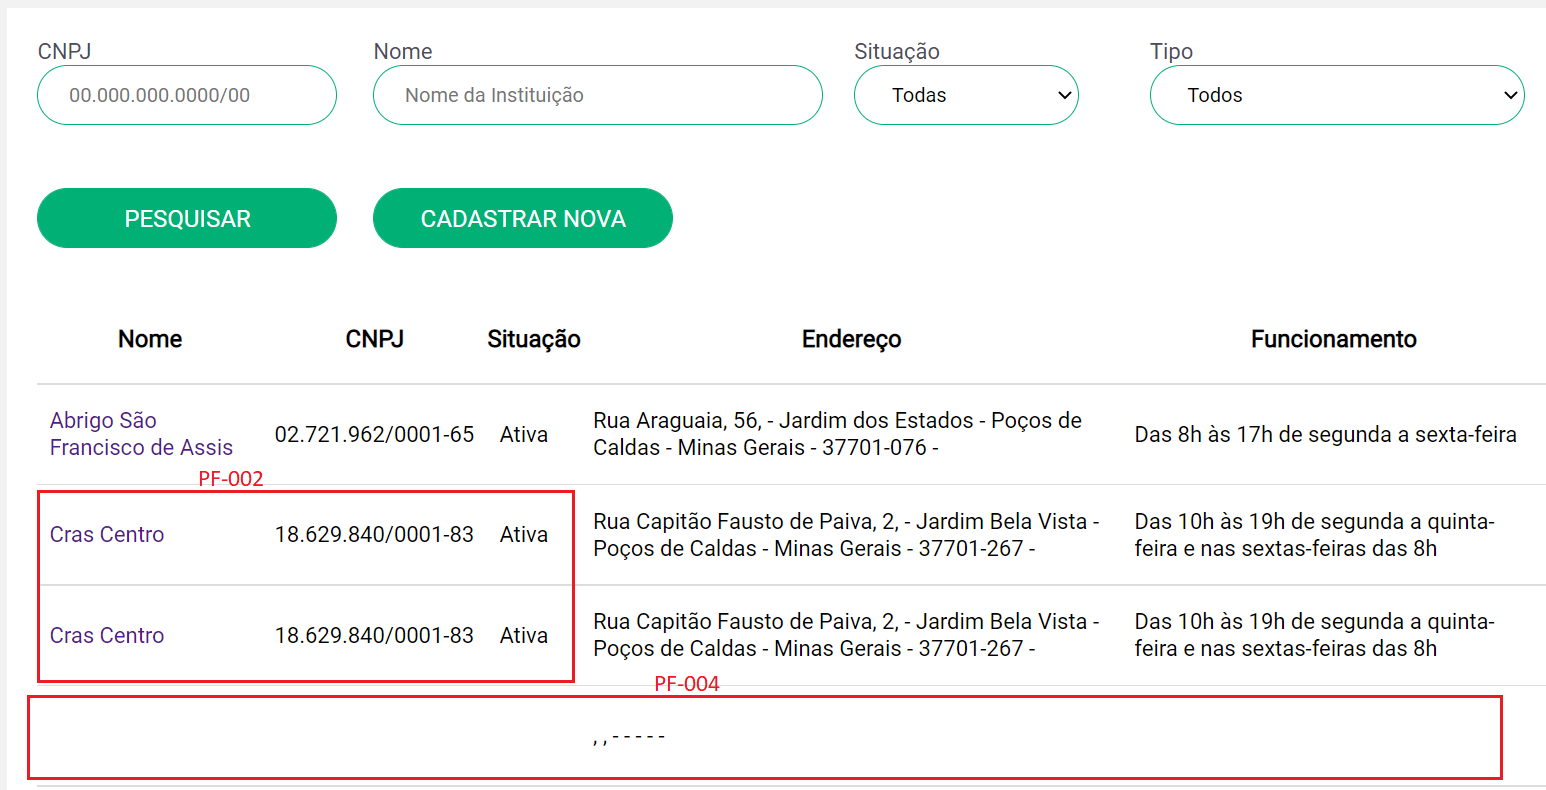 CNPJ Nome Situação Tipo
00.000.000.0000/00 Nome da Instituição Todas Todos
PESQUISAR CADASTRAR NOVA
Nome CNPJ Situação Endereço Funcionamento
Abrigo São
Francisco de Assis
02.721.962/0001-65
Ativa
Rua Araguaia, 56, - Jardim dos Estados - Poços de
Caldas - Minas Gerais - 37701-076 -
Das 8h às 17h de segunda a sexta-feira
PF-002
Cras Centro
18.629.840/0001-83
Ativa
Rua Capitão Fausto de Paiva, 2, - Jardim Bela Vista -
Poços de Caldas - Minas Gerais - 37701-267 -
Das 10h às 19h de segunda a quinta-
feira e nas sextas-feiras das 8h
Cras Centro
18.629.840/0001-83
Ativa
Rua Capitão Fausto de Paiva, 2, - Jardim Bela Vista -
Poços de Caldas - Minas Gerais - 37701-267 -
Das 10h às 19h de segunda a quinta-
feira e nas sextas-feiras das 8h
PF-004
, , - - - - -